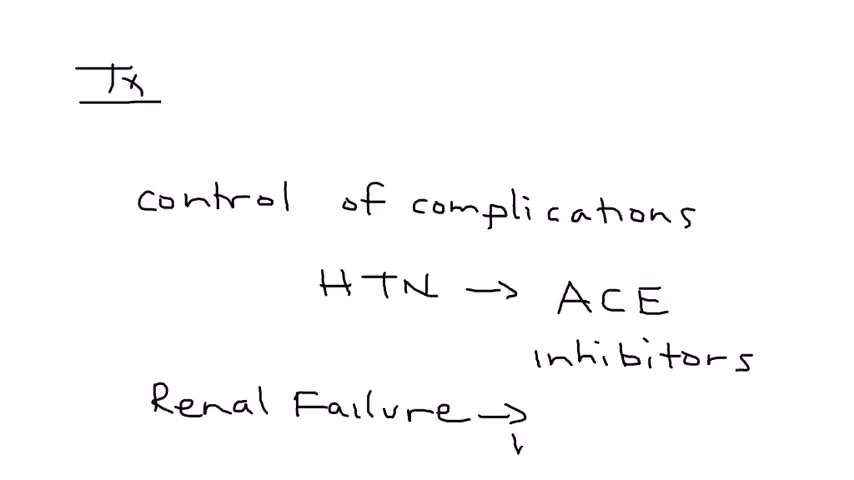 Tx
control of complications
HTN → ACE
inhibitors
Renal Failure →